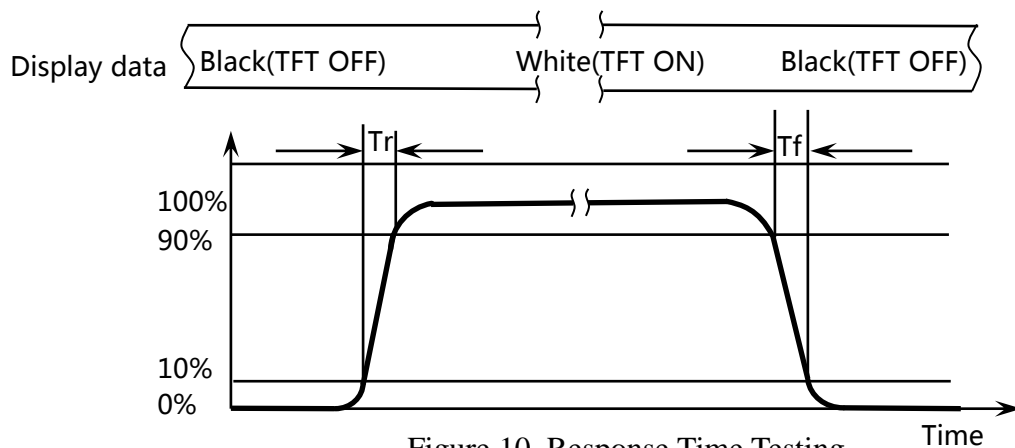 Display data
Black(TFT OFF)
White(TFT ON)
Black(TFT OFF)
Tr
Tf
100%
90%
10%
0%
Time
Figure 10. Response Time Testing